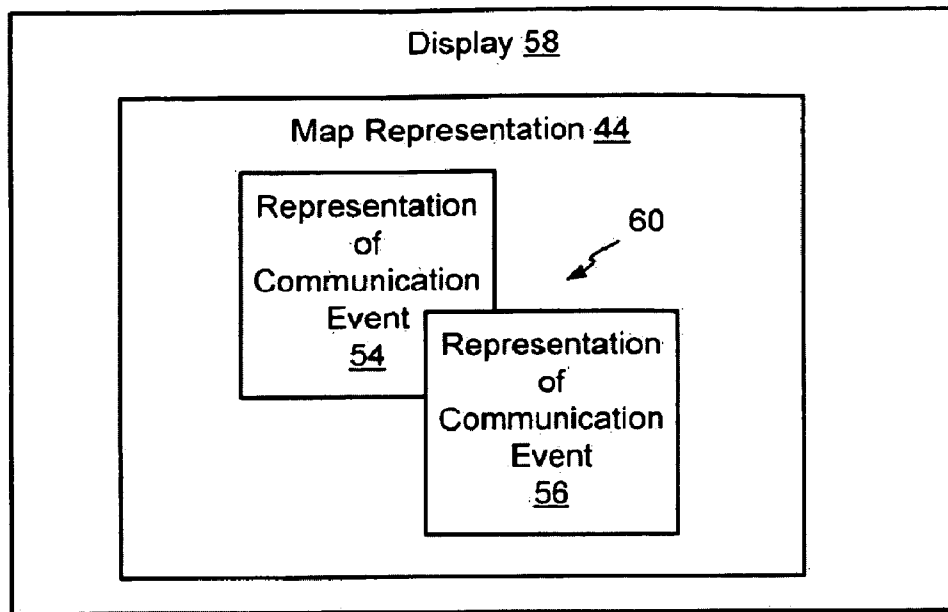 Display 58
Map Representation 44
Representation
of
Communication
Event
54
60
Representation
of
Communication
Event
56